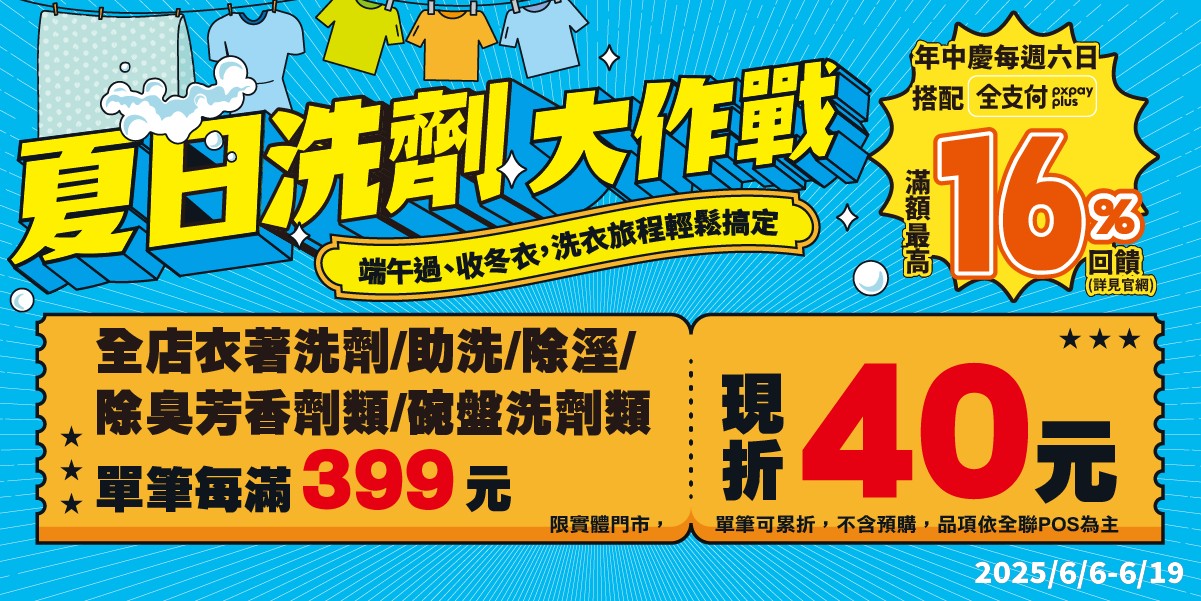 夏日洗劑大作戰
端午過、收冬衣，洗衣旅程輕鬆搞定
年中慶每週六日
搭配 全支付 pxpay plus
滿額最高
16%
回饋
(詳見官網)
全店衣著洗劑/助洗/除溼/
除臭芳香劑類/碗盤洗劑類
單筆每滿399元
現折40元
限實體門市，單筆可累折，不含預購，品項依全聯POS為主
2025/6/6-6/19